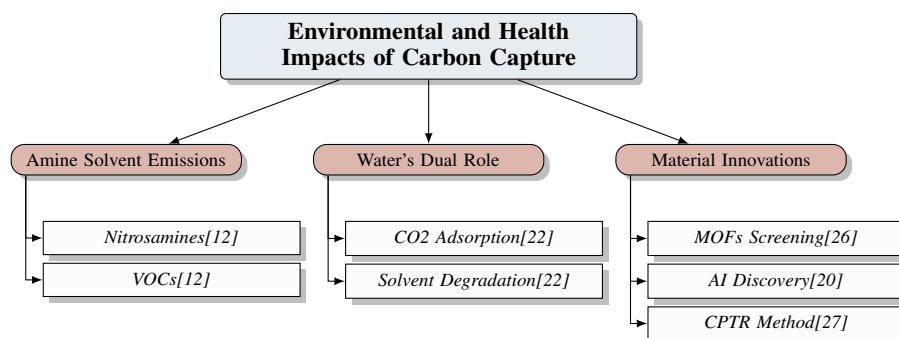 Environmental and Health
Impacts of Carbon Capture
Amine Solvent Emissions
Water's Dual Role
Material Innovations
Nitrosamines[12]
CO2 Adsorption[22]
MOFs Screening[26]
VOCs[12]
Solvent Degradation[22]
AI Discovery[20]
CPTR Method[27]